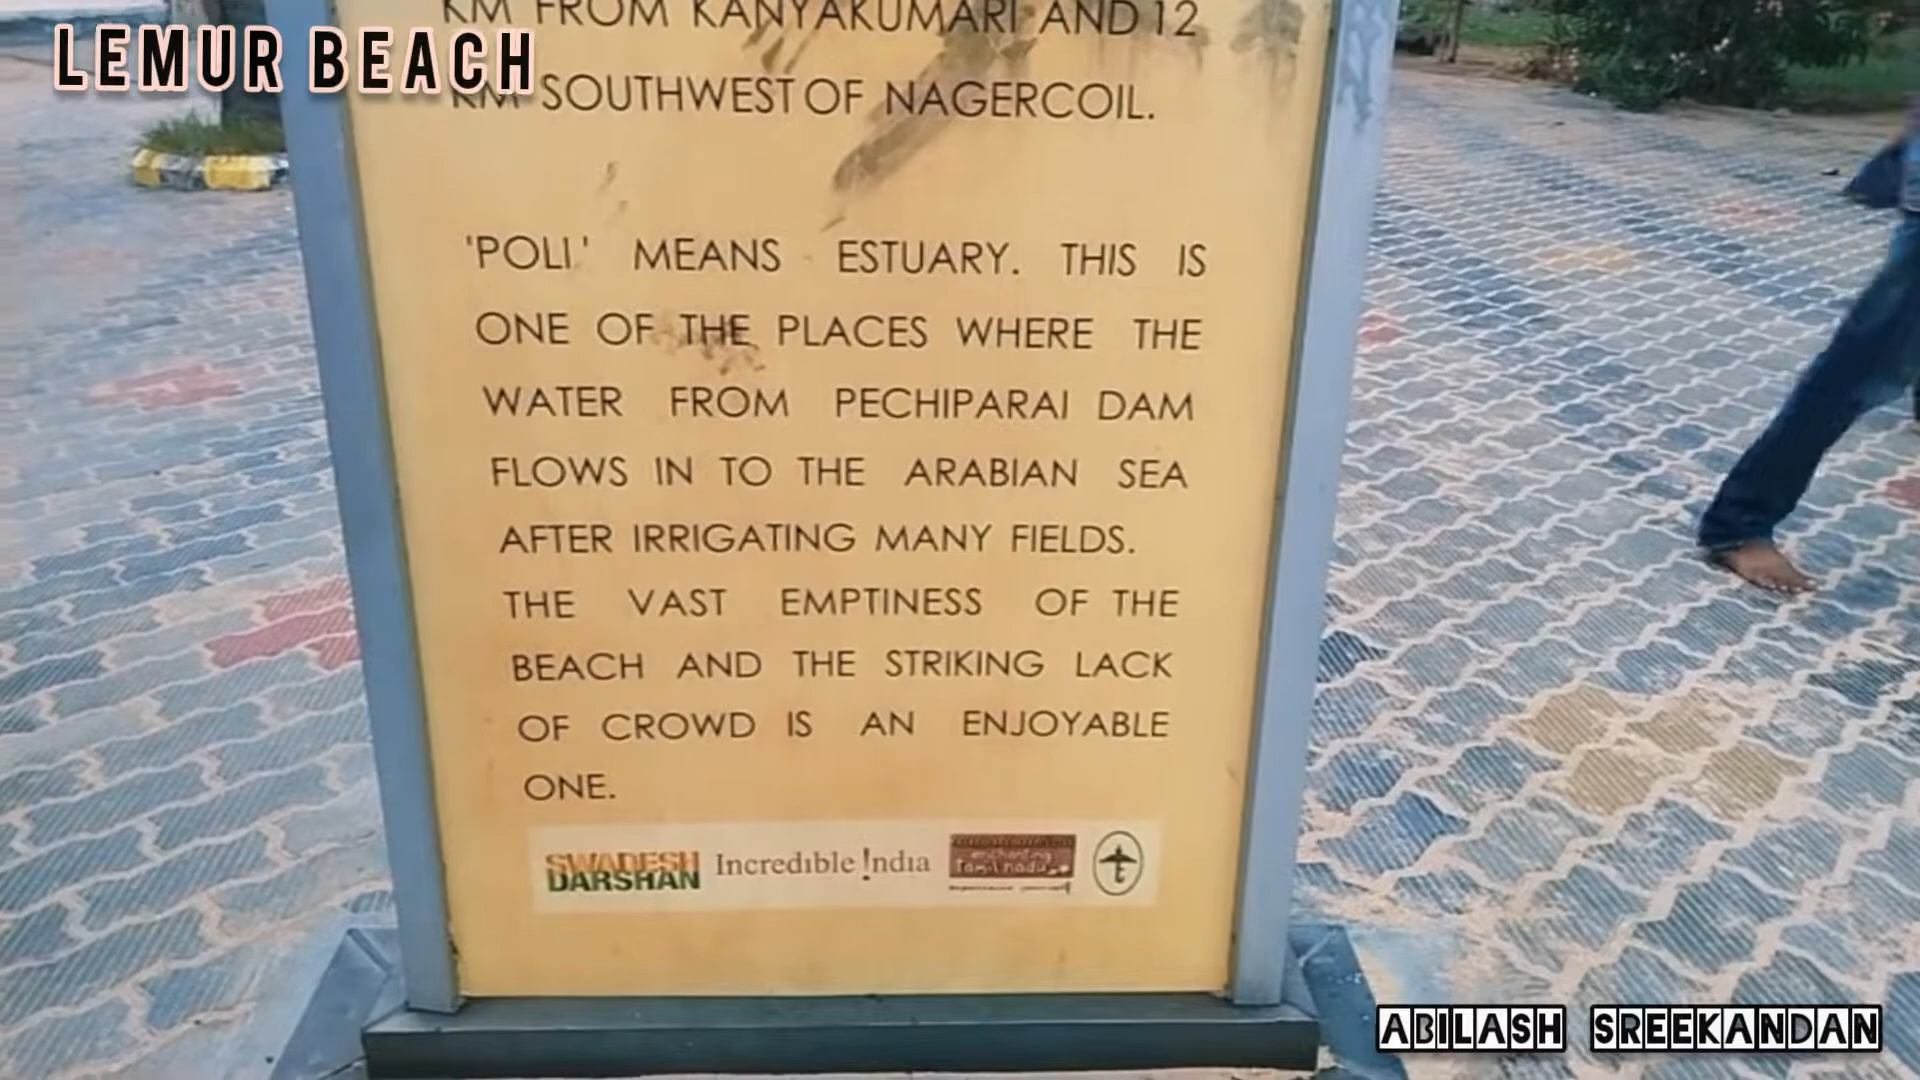 LEMUR BEACH
KM FROM KANYAKUMARI AND 12
KM SOUTHWEST OF NAGERCOIL.
'POLI' MEANS ESTUARY. THIS IS
ONE OF THE PLACES WHERE THE
WATER FROM PECHIPARAI DAM
FLOWS IN TO THE ARABIAN SEA
AFTER IRRIGATING MANY FIELDS.
THE VAST EMPTINESS OF THE
BEACH AND THE STRIKING LACK
OF CROWD IS AN ENJOYABLE
ONE.
SWADESH
DARSHAN
Incredible !ndia
Tamilnadu
ABILASH SREEKANDAN